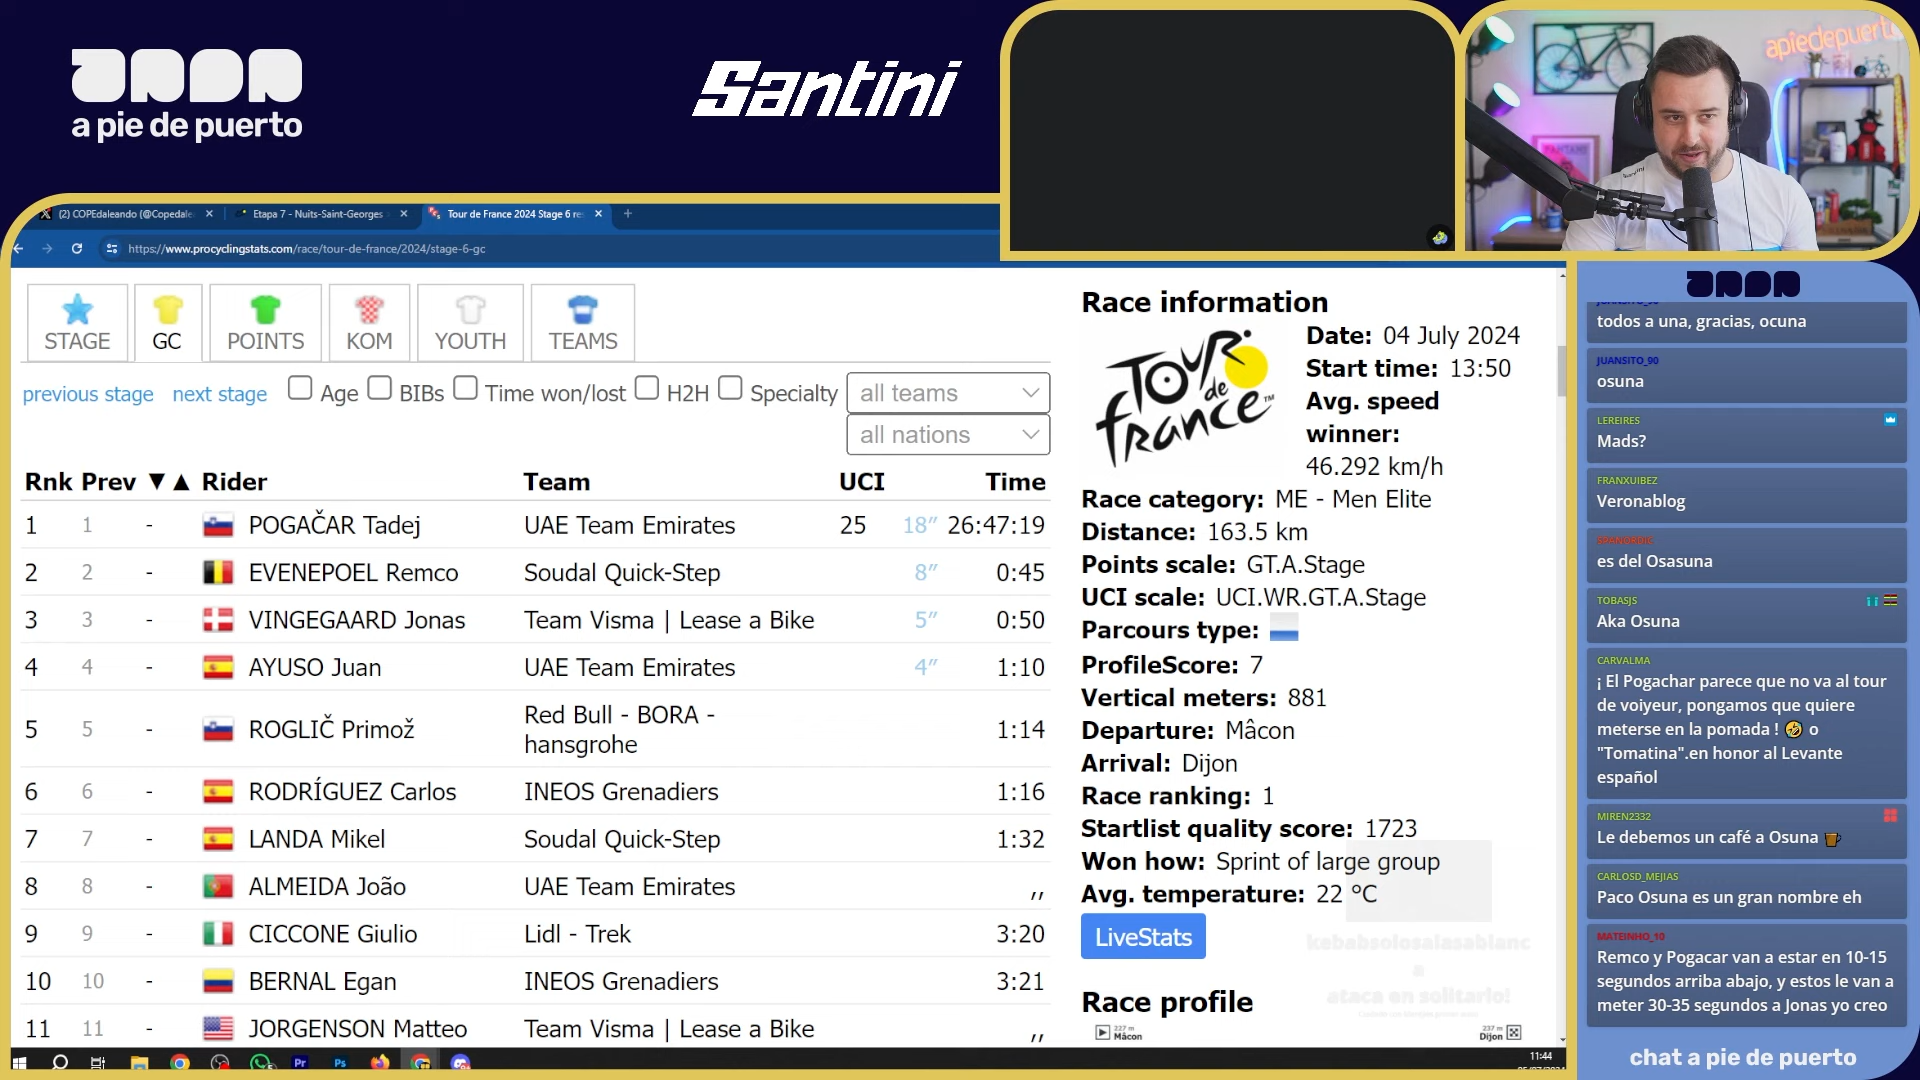 a pie de puerto
Santini
apiedepuerto
(2) COPEdaleando (@Copedale
Etapa 7 - Nuits-Saint-Georges
Tour de France 2024 Stage 6 re
https://www.procyclingstats.com/race/tour-de-france/2024/stage-6-gc
STAGE
GC
POINTS
KOM
YOUTH
TEAMS
previous stage next stage Age BIBs Time won/lost H2H Specialty all teams
all nations
Rnk Prev ▼▲ Rider Team UCI Time
1 1 - POGAČAR Tadej UAE Team Emirates 25 18″ 26:47:19
2 2 - EVENEPOEL Remco Soudal Quick-Step 8″ 0:45
3 3 - VINGEGAARD Jonas Team Visma | Lease a Bike 5″ 0:50
4 4 - AYUSO Juan UAE Team Emirates 4″ 1:10
5 5 - ROGLIČ Primož Red Bull - BORA -
hansgrohe 1:14
6 6 - RODRÍGUEZ Carlos INEOS Grenadiers 1:16
7 7 - LANDA Mikel Soudal Quick-Step 1:32
8 8 - ALMEIDA João UAE Team Emirates ,,
9 9 - CICCONE Giulio Lidl - Trek 3:20
10 10 - BERNAL Egan INEOS Grenadiers 3:21
11 11 - JORGENSON Matteo Team Visma | Lease a Bike ,,
Race information
TOUR
de
france
Date: 04 July 2024
Start time: 13:50
Avg. speed
winner:
46.292 km/h
Race category: ME - Men Elite
Distance: 163.5 km
Points scale: GT.A.Stage
UCI scale: UCI.WR.GT.A.Stage
Parcours type:
ProfileScore: 7
Vertical meters: 881
Departure: Mâcon
Arrival: Dijon
Race ranking: 1
Startlist quality score: 1723
Won how: Sprint of large group
Avg. temperature: 22 °C
LiveStats
kebabsolosalasablanc
a
ataca en solitario!
Race profile
227 m
Mâcon
237 m
Dijon
11:44
todos a una, gracias, ocuna
JUANSITO_90
osuna
LEREIRES
Mads?
FRANXUIBEZ
Veronablog
es del Osasuna
TOBASJS
Aka Osuna
CARVALMA
¡ El Pogachar parece que no va al tour
de voiyeur, pongamos que quiere
meterse en la pomada ! 🤣 o
"Tomatina".en honor al Levante
español
MIREN2332
Le debemos un café a Osuna
CARLOSD_MEJIAS
Paco Osuna es un gran nombre eh
MATEINHO_10
Remco y Pogacar van a estar en 10-15
segundos arriba abajo, y estos le van a
meter 30-35 segundos a Jonas yo creo
chat a pie de puerto